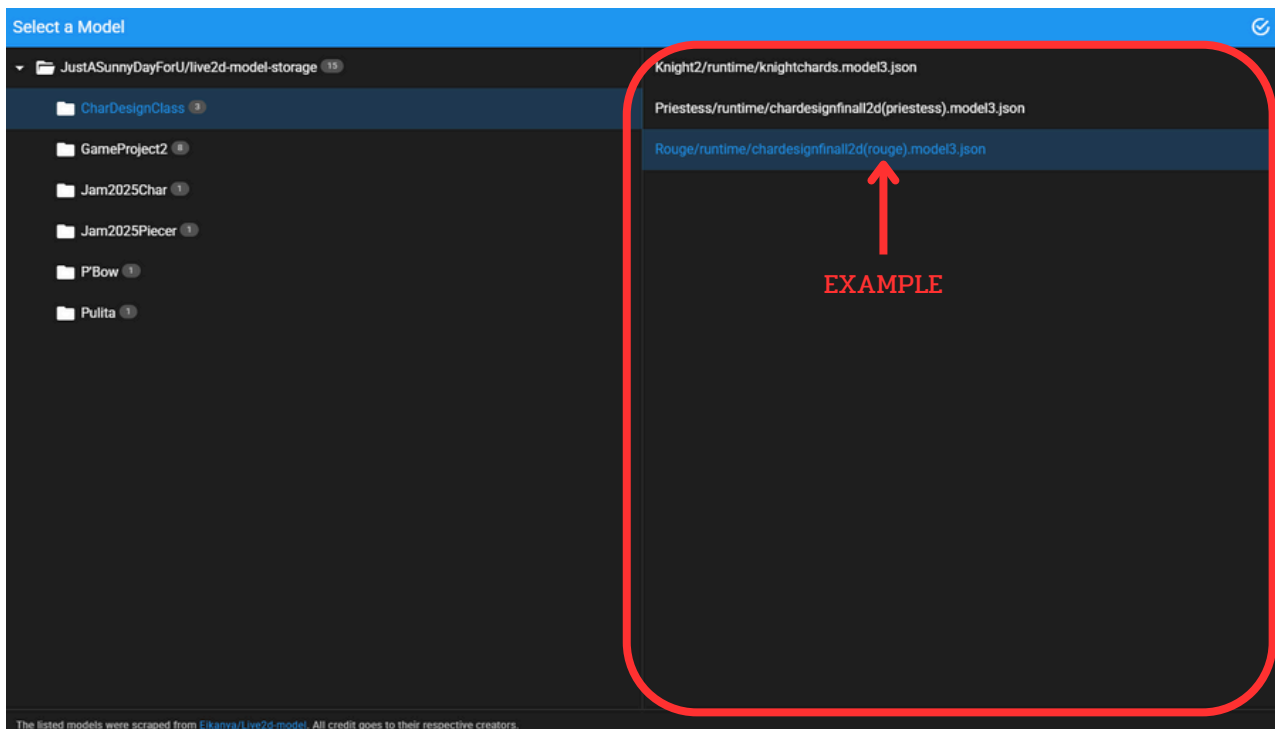 Select a Model
JustASunnyDayForU/live2d-model-storage 15
CharDesignClass 3
GameProject2 8
Jam2025Char 1
Jam2025Piecer 1
P'Bow 1
Pulita 1
Knight2/runtime/knightchards.model3.json
Priestess/runtime/chardesignfinall2d(priestess).model3.json
Rouge/runtime/chardesignfinall2d(rouge).model3.json
EXAMPLE
The listed models were scraped from Eikanya/Live2d-model. All credit goes to their respective creators.